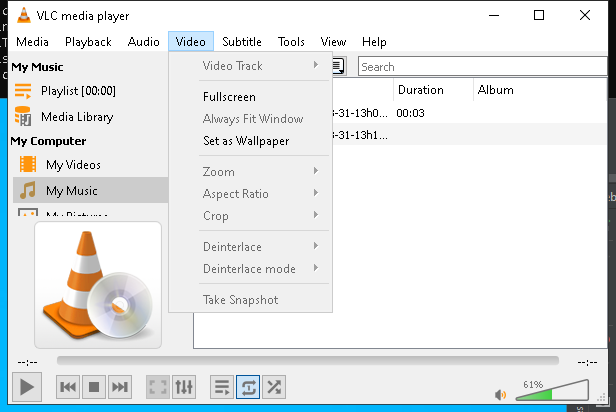 VLC media player
Media Playback Audio Video Subtitle Tools View Help
My Music
Playlist [00:00]
Media Library
My Computer
My Videos
My Music
My Pictures
Video Track
Fullscreen
Always Fit Window
Set as Wallpaper
Zoom
Aspect Ratio
Crop
Deinterlace
Deinterlace mode
Take Snapshot
Search
Duration Album
3-31-13h0... 00:03
3-31-13h1...
--:-- --:--
61%